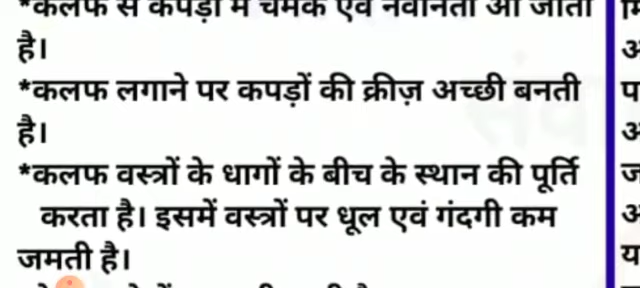 *कलफ से कपड़ों में चमक एवं नवीनता आ जाती
है।
*कलफ लगाने पर कपड़ों की क्रीज़ अच्छी बनती
है।
*कलफ वस्त्रों के धागों के बीच के स्थान की पूर्ति
करता है। इसमें वस्त्रों पर धूल एवं गंदगी कम
जमती है।